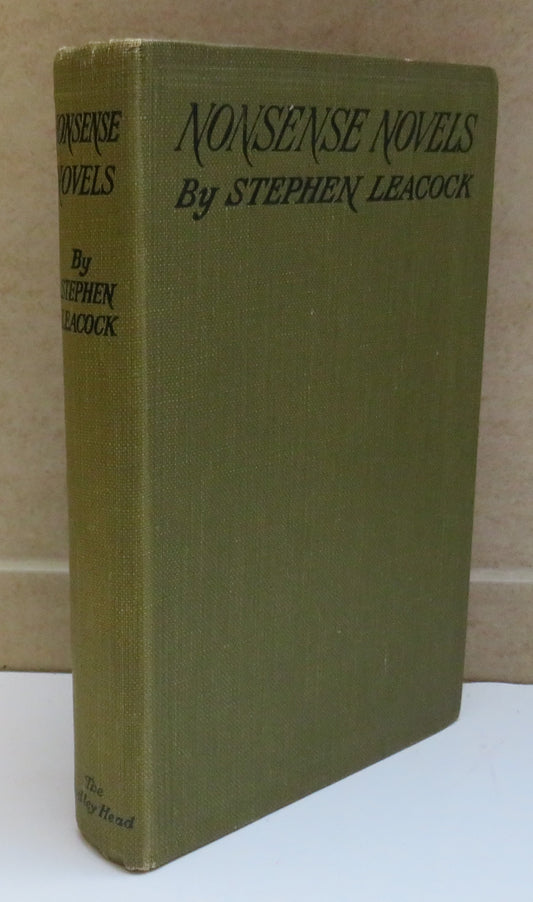 NONSENSE NOVELS
By STEPHEN LEACOCK
NONSENSE
NOVELS
By
STEPHEN
LEACOCK
The
Bodley Head